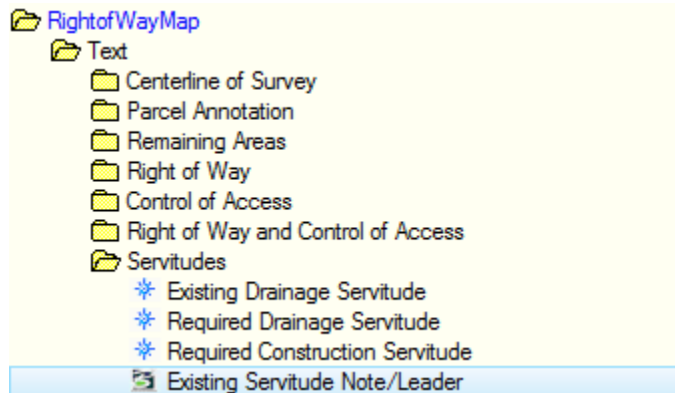 RightofWayMap
Text
Centerline of Survey
Parcel Annotation
Remaining Areas
Right of Way
Control of Access
Right of Way and Control of Access
Servitudes
Existing Drainage Servitude
Required Drainage Servitude
Required Construction Servitude
Existing Servitude Note/Leader